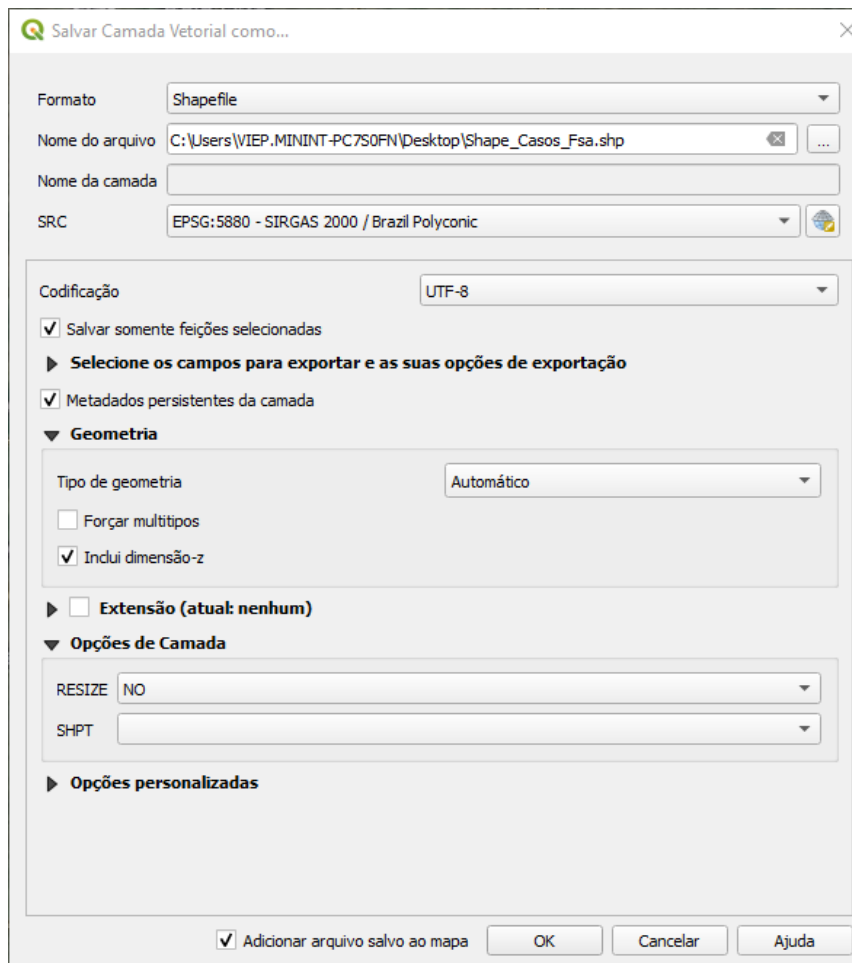 Salvar Camada Vetorial como...
Formato Shapefile
Nome do arquivo C:\Users\VIEP.MININT-PC7S0FN\Desktop\Shape_Casos_Fsa.shp ...
Nome da camada
SRC EPSG:5880 - SIRGAS 2000 / Brazil Polyconic
Codificação UTF-8
Salvar somente feições selecionadas
Selecione os campos para exportar e as suas opções de exportação
Metadados persistentes da camada
Geometria
Tipo de geometria Automático
Forçar multitipos
Inclui dimensão-z
Extensão (atual: nenhum)
Opções de Camada
RESIZE NO
SHPT
Opções personalizadas
Adicionar arquivo salvo ao mapa OK Cancelar Ajuda